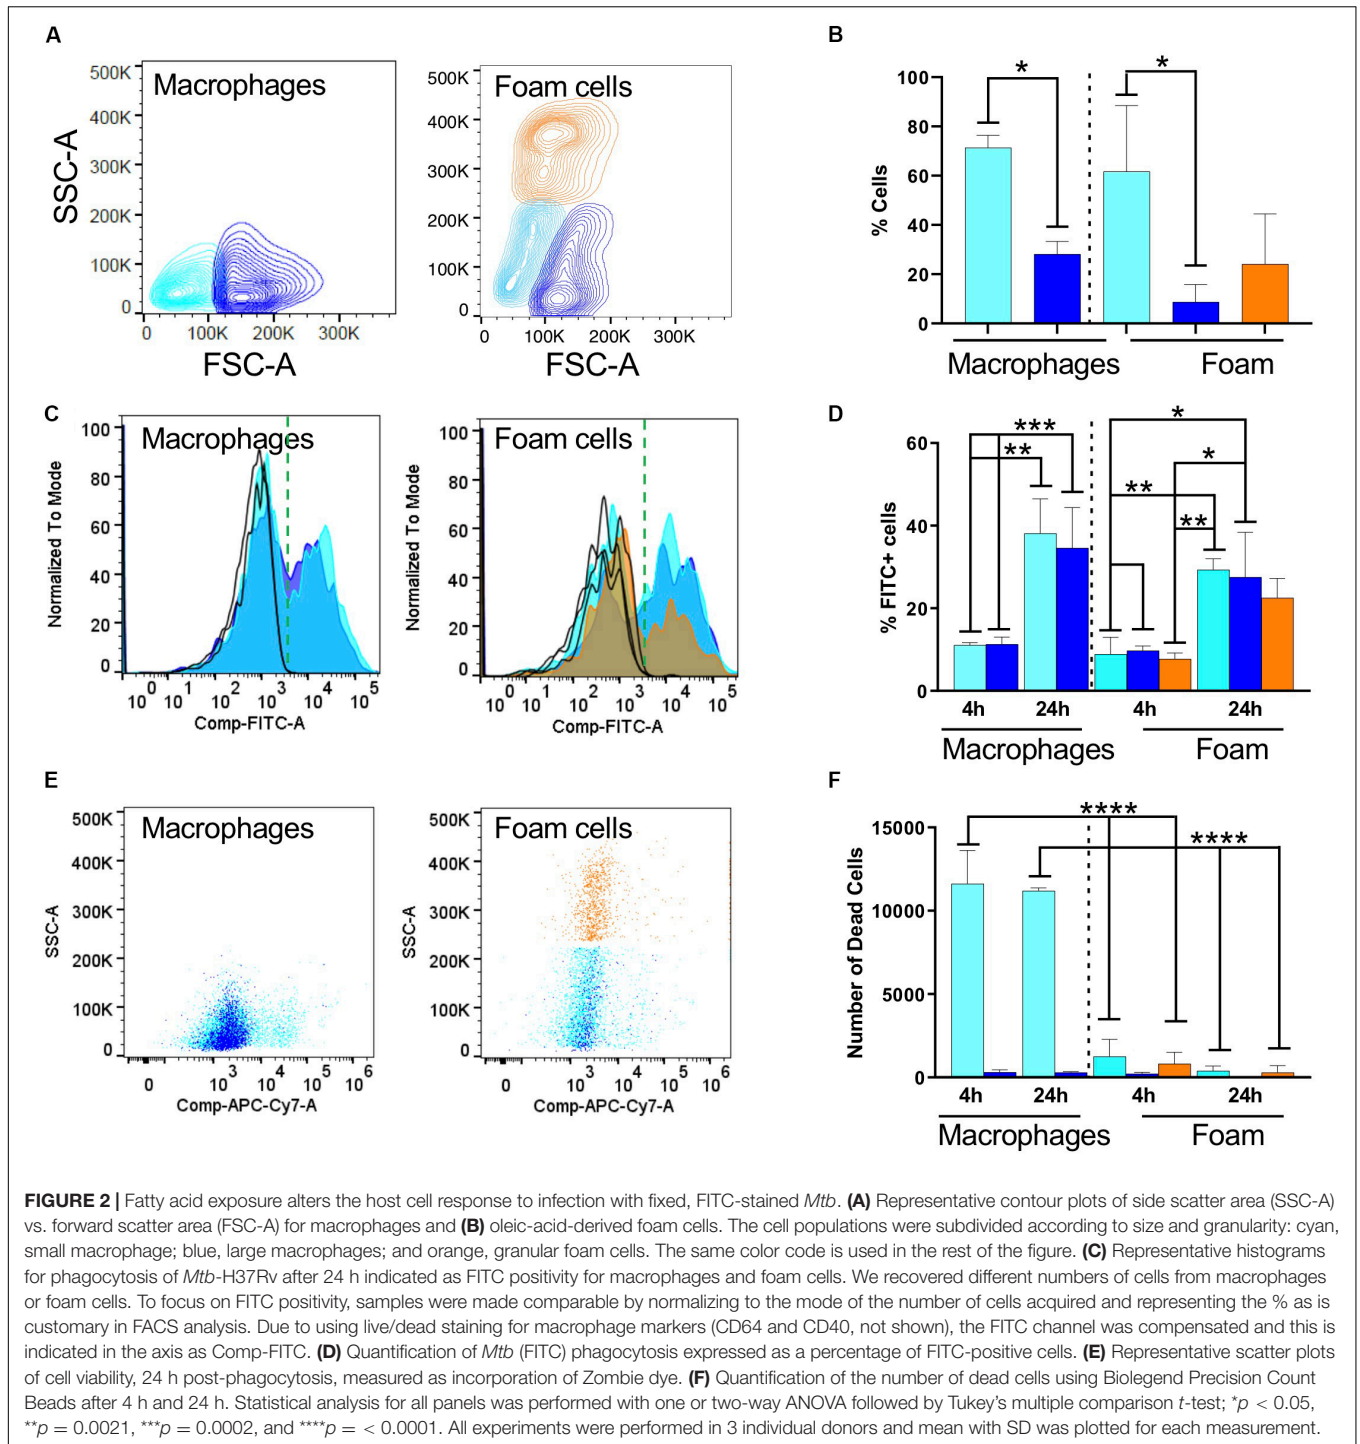 A
Macrophages
500K
400K
300K
200K
100K
0
SSC-A
0 100K 200K 300K
FSC-A
Foam cells
500K
400K
300K
200K
100K
0
0 100K 200K 300K
FSC-A
B
* *
100
80
60
40
20
0
% Cells
Macrophages Foam
C
Macrophages
100
80
60
40
20
0
Normalized To Mode
10 0 10^1 10^2 10^3 10^4 10^5
Comp-FITC-A
Foam cells
100
80
60
40
20
0
Normalized To Mode
10 0 10^1 10^2 10^3 10^4 10^5
Comp-FITC-A
D
*** ** * * ** **
60
40
20
0
% FITC+ cells
4h 24h 4h 24h
Macrophages Foam
E
Macrophages
500K
400K
300K
200K
100K
0
SSC-A
0 10^3 10^4 10^5 10^6
Comp-APC-Cy7-A
Foam cells
500K
400K
300K
200K
100K
0
SSC-A
0 10^3 10^4 10^5 10^6
Comp-APC-Cy7-A
F
****
****
15000
10000
5000
0
Number of Dead Cells
4h 24h 4h 24h
Macrophages Foam
FIGURE 2 | Fatty acid exposure alters the host cell response to infection with fixed, FITC-stained Mtb. (A) Representative contour plots of side scatter area (SSC-A)
vs. forward scatter area (FSC-A) for macrophages and (B) oleic-acid-derived foam cells. The cell populations were subdivided according to size and granularity: cyan,
small macrophage; blue, large macrophages; and orange, granular foam cells. The same color code is used in the rest of the figure. (C) Representative histograms
for phagocytosis of Mtb-H37Rv after 24 h indicated as FITC positivity for macrophages and foam cells. We recovered different numbers of cells from macrophages
or foam cells. To focus on FITC positivity, samples were made comparable by normalizing to the mode of the number of cells acquired and representing the % as is
customary in FACS analysis. Due to using live/dead staining for macrophage markers (CD64 and CD40, not shown), the FITC channel was compensated and this is
indicated in the axis as Comp-FITC. (D) Quantification of Mtb (FITC) phagocytosis expressed as a percentage of FITC-positive cells. (E) Representative scatter plots
of cell viability, 24 h post-phagocytosis, measured as incorporation of Zombie dye. (F) Quantification of the number of dead cells using Biolegend Precision Count
Beads after 4 h and 24 h. Statistical analysis for all panels was performed with one or two-way ANOVA followed by Tukey's multiple comparison t-test; *p < 0.05,
**p = 0.0021, ***p = 0.0002, and ****p = < 0.0001. All experiments were performed in 3 individual donors and mean with SD was plotted for each measurement.